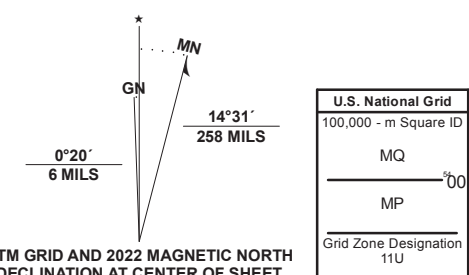 ★
MN
GN
14°31´
258 MILS
0°20´
6 MILS
TM GRID AND 2022 MAGNETIC NORTH
DECLINATION AT CENTER OF SHEET
U.S. National Grid
100,000 - m Square ID
MQ
5400
MP
Grid Zone Designation
11U